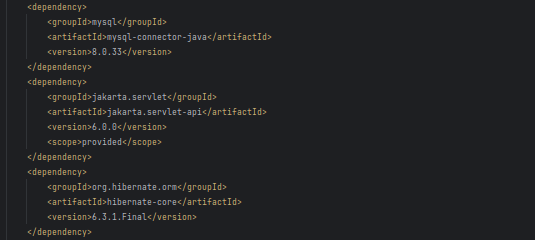 <dependency>
<groupId>mysql</groupId>
<artifactId>mysql-connector-java</artifactId>
<version>8.0.33</version>
</dependency>
<dependency>
<groupId>jakarta.servlet</groupId>
<artifactId>jakarta.servlet-api</artifactId>
<version>6.0.0</version>
<scope>provided</scope>
</dependency>
<dependency>
<groupId>org.hibernate.orm</groupId>
<artifactId>hibernate-core</artifactId>
<version>6.3.1.Final</version>
</dependency>